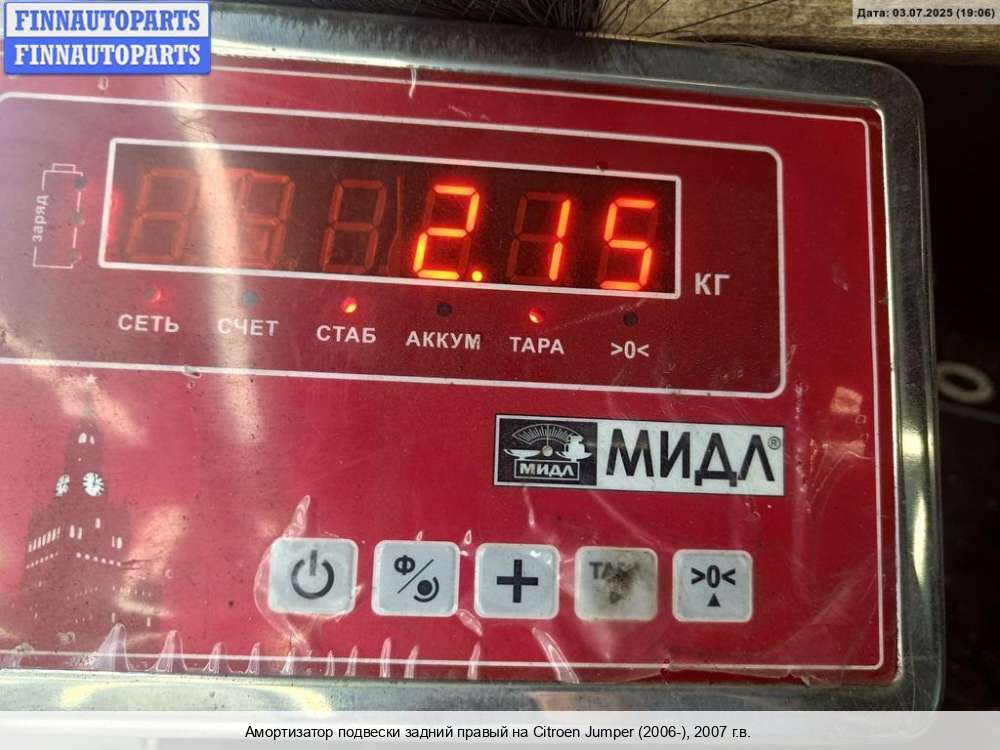 FINNAUTOPARTS
FINNAUTOPARTS
Дата: 03.07.2025 (19:06)
заряд
2.15
КГ
СЕТЬ
СЧЕТ
СТАБ
АККУМ
ТАРА
>0<
МИДЛ
МИДЛ®
Ф
ТАРА
>0<
Амортизатор подвески задний правый на Citroen Jumper (2006-), 2007 г.в.